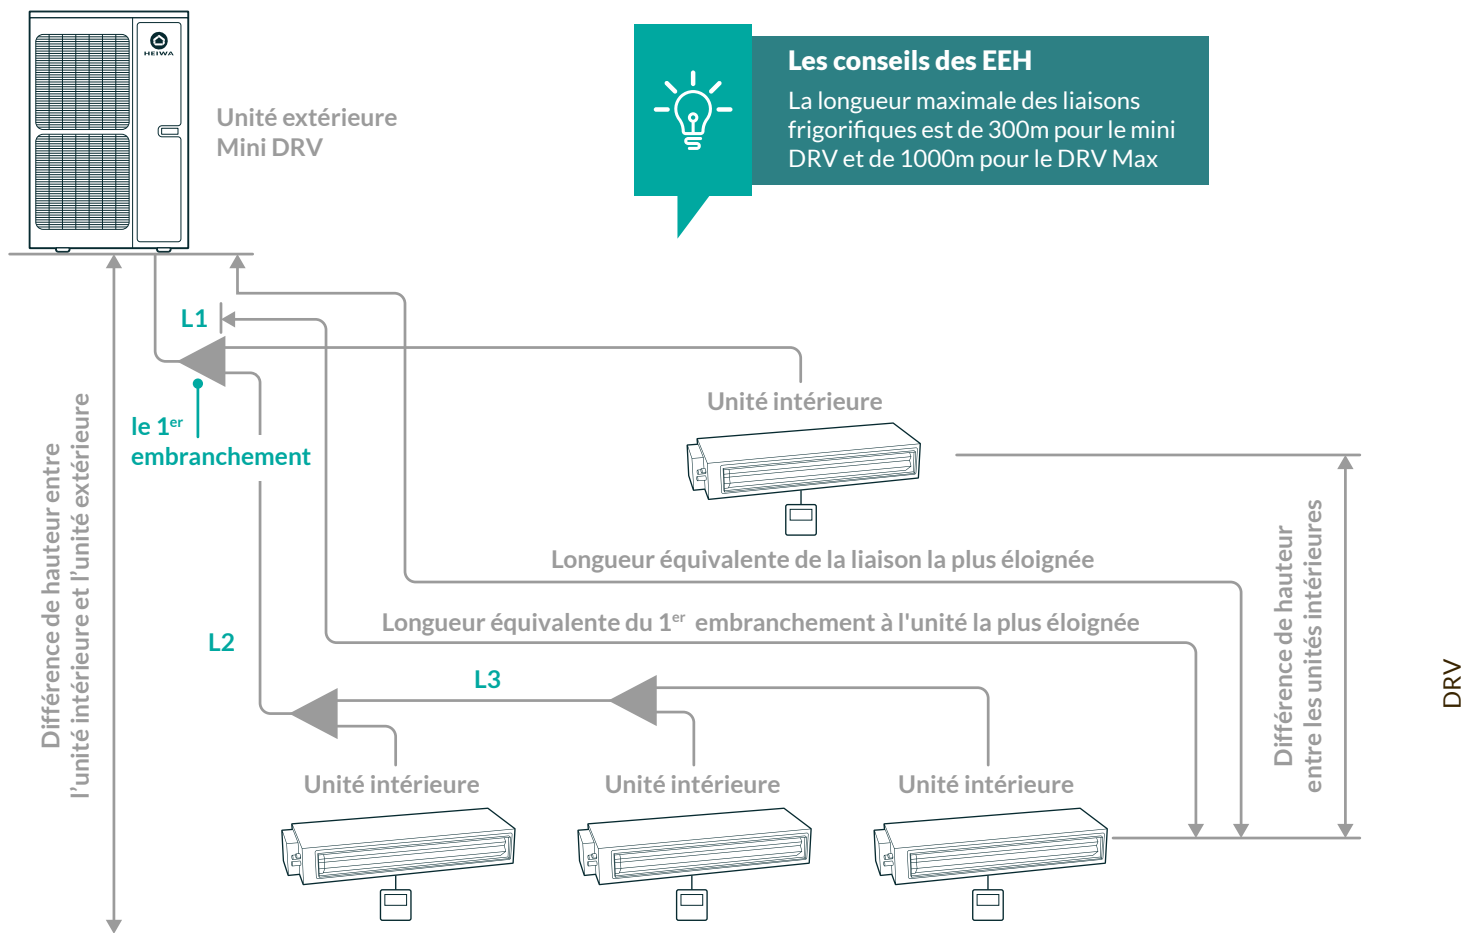 HEIWA
Unité extérieure
Mini DRV
Les conseils des EEH
La longueur maximale des liaisons
frigorifiques est de 300m pour le mini
DRV et de 1000m pour le DRV Max
L1
le 1er
embranchement
Unité intérieure
Différence de hauteur entre
l'unité intérieure et l'unité extérieure
Longueur équivalente de la liaison la plus éloignée
Longueur équivalente du 1er embranchement à l'unité la plus éloignée
Différence de hauteur
entre les unités intérieures
L2
L3
DRV
Unité intérieure
Unité intérieure
Unité intérieure